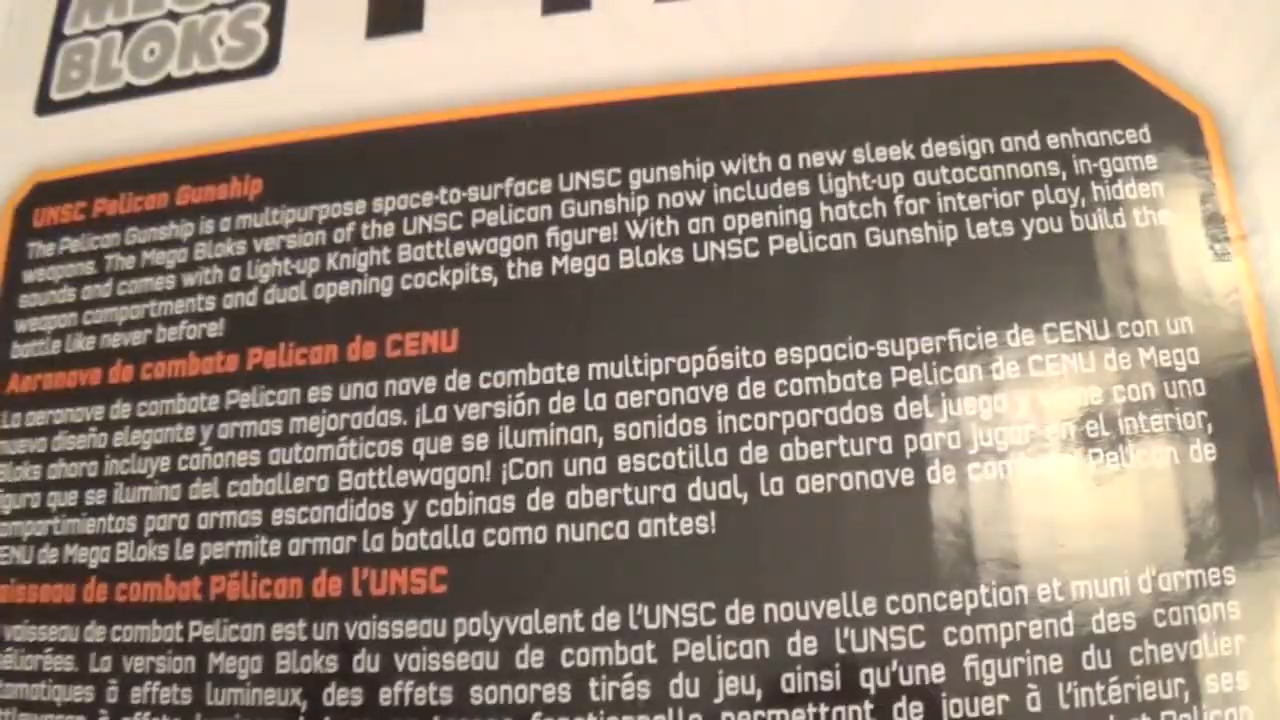 MEGA
BLOKS
UNSC Pelican Gunship
The Pelican Gunship is a multipurpose space-to-surface UNSC gunship with a new sleek design and enhanced
weapons. The Mega Bloks version of the UNSC Pelican Gunship now includes light-up autocannons, in-game
sounds and comes with a light-up Knight Battlewagon figure! With an opening hatch for interior play, hidden
weapon compartments and dual opening cockpits, the Mega Bloks UNSC Pelican Gunship lets you build the
battle like never before!
Aeronave de combate Pelican de CENU
La aeronave de combate Pelican es una nave de combate multipropósito espacio-superficie de CENU con un
nuevo diseño elegante y armas mejoradas. ¡La versión de la aeronave de combate Pelican de CENU de Mega
Bloks ahora incluye cañones automáticos que se iluminan, sonidos incorporados del juego y con una
figura que se ilumina del caballero Battlewagon! ¡Con una escotilla de abertura para jugar en el interior,
ompartimientos para armas escondidos y cabinas de abertura dual, la aeronave de Pelican de
ENU de Mega Bloks le permite armar la batalla como nunca antes!
aisseau de combat Pélican de l'UNSC
vaisseau de combat Pelican est un vaisseau polyvalent de l'UNSC de nouvelle conception et muni d'armes
éliorées. La version Mega Bloks du vaisseau de combat Pelican de l'UNSC comprend des canons
tomatiques à effets lumineux, des effets sonores tirés du jeu, ainsi qu'une figurine du chevalier
permettant de jouer à l'intérieur, ses
Pelican